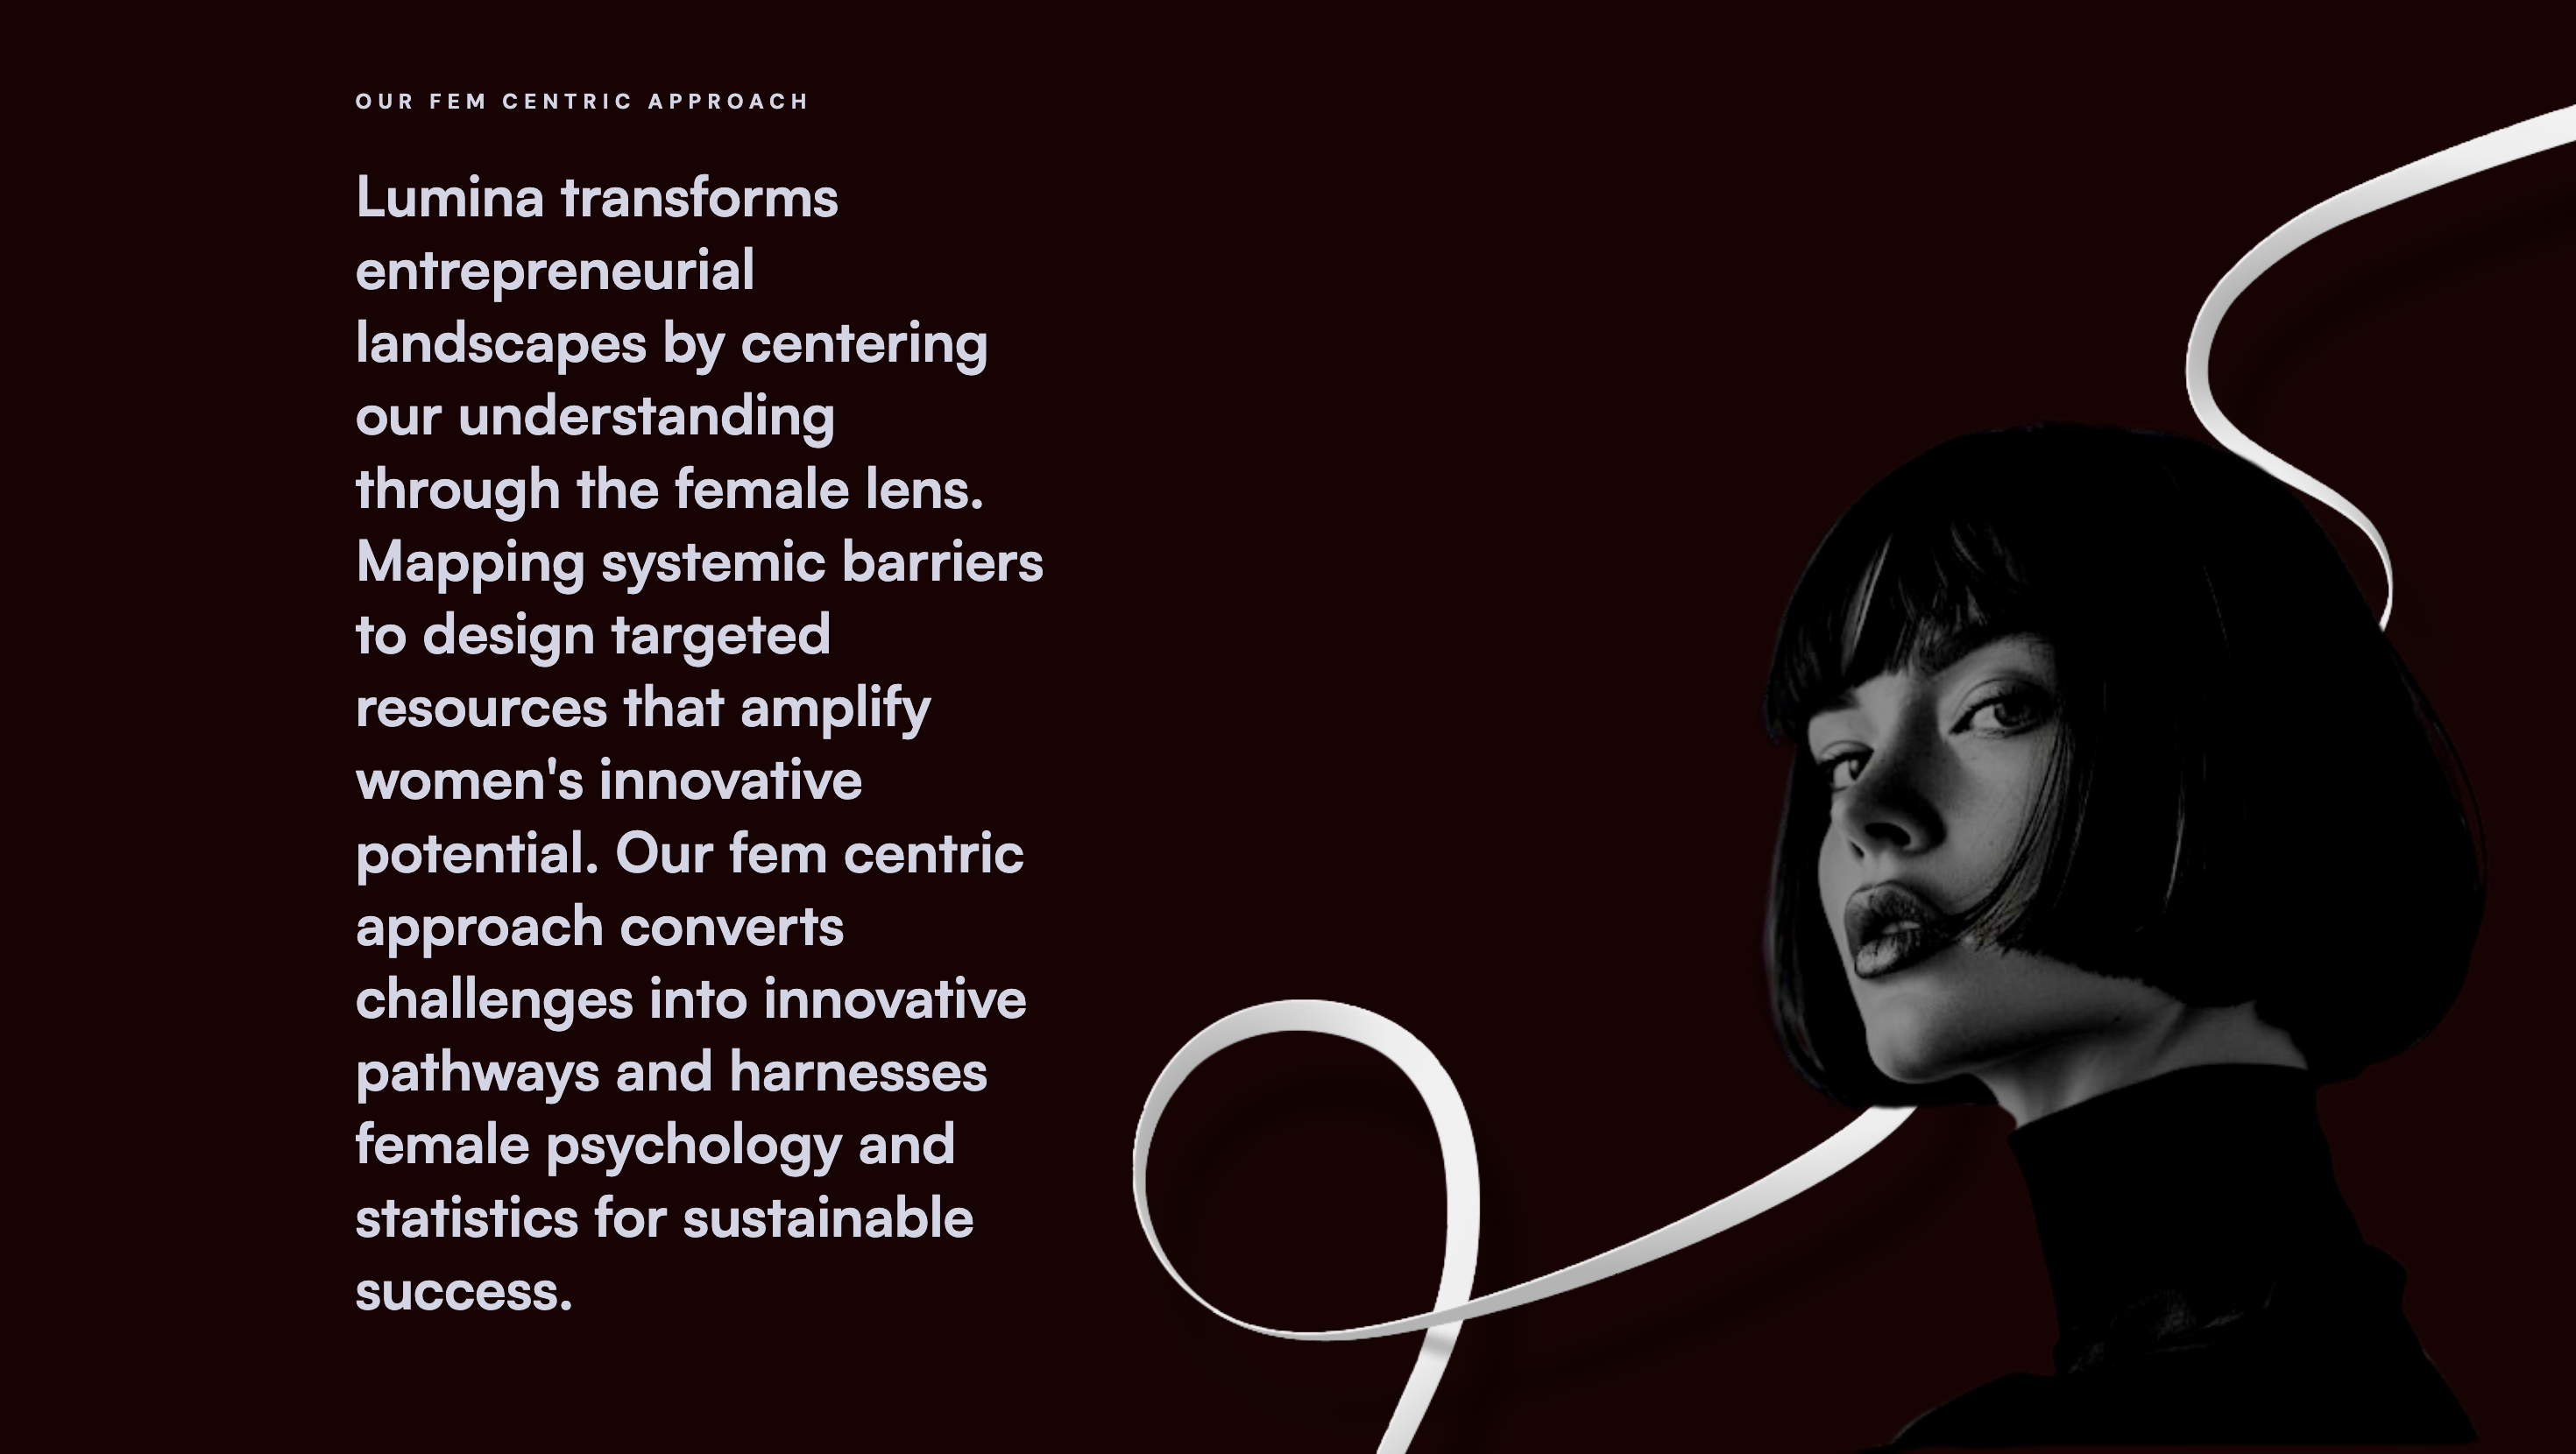 OUR FEM CENTRIC APPROACH
Lumina transforms
entrepreneurial
landscapes by centering
our understanding
through the female lens.
Mapping systemic barriers
to design targeted
resources that amplify
women's innovative
potential. Our fem centric
approach converts
challenges into innovative
pathways and harnesses
female psychology and
statistics for sustainable
success.